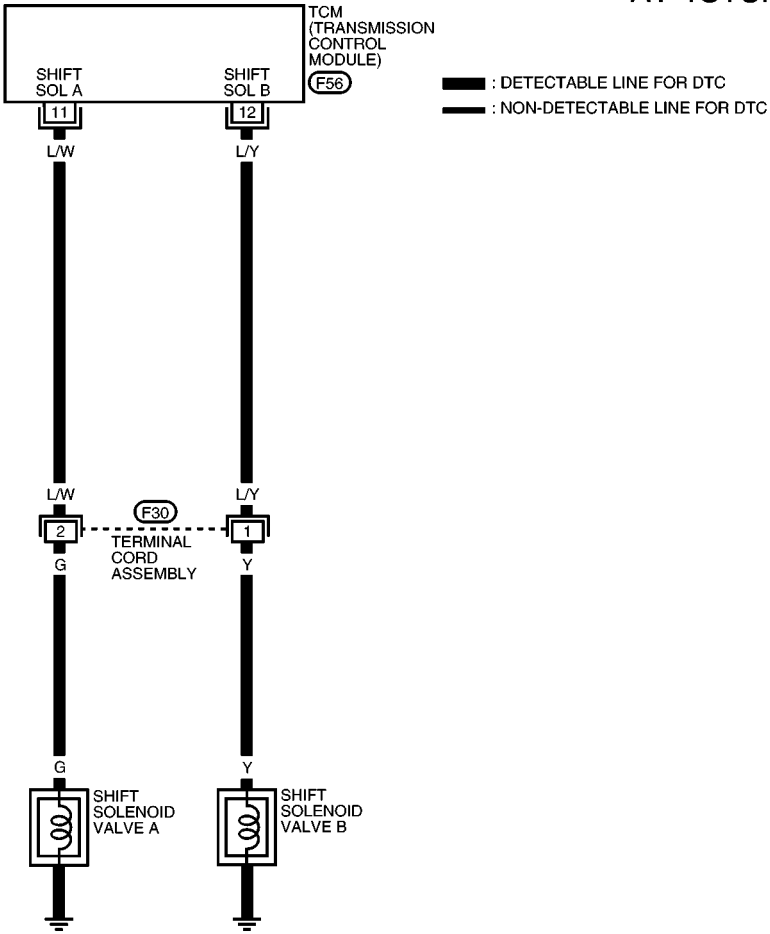 TCM
(TRANSMISSION
CONTROL
MODULE)
F56
SHIFT
SOL A
SHIFT
SOL B
11
12
: DETECTABLE LINE FOR DTC
: NON-DETECTABLE LINE FOR DTC
L/W
L/Y
L/W
L/Y
F30
2
1
TERMINAL
CORD
ASSEMBLY
G
Y
G
Y
SHIFT
SOLENOID
VALVE A
SHIFT
SOLENOID
VALVE B